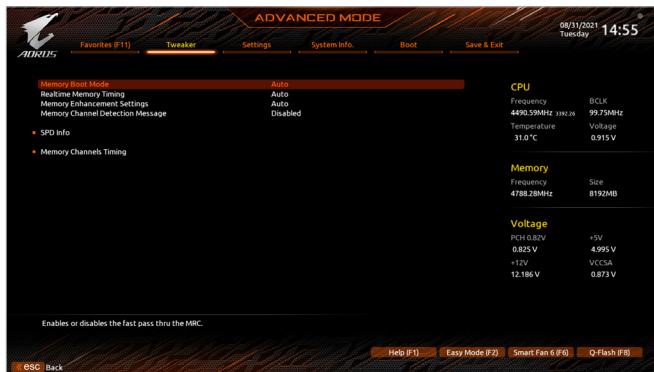 ADVANCED MODE
08/31/2021 Tuesday 14:55
AORUS
Favorites (F11) Tweaker Settings System Info. Boot Save & Exit
Memory Boot Mode Auto
Realtime Memory Timing Auto
Memory Enhancement Settings Auto
Memory Channel Detection Message Disabled
SPD Info
Memory Channels Timing
CPU
Frequency BCLK
4490.59MHz 3392.26 99.75MHz
Temperature Voltage
31.0 °C 0.915 V
Memory
Frequency Size
4788.28MHz 8192MB
Voltage
PCH 0.82V +5V
0.825 V 4.995 V
+12V VCCSA
12.186 V 0.873 V
Enables or disables the fast pass thru the MRC.
Help (F1) Easy Mode (F2) Smart Fan 6 (F6) Q-Flash (F8)
esc Back